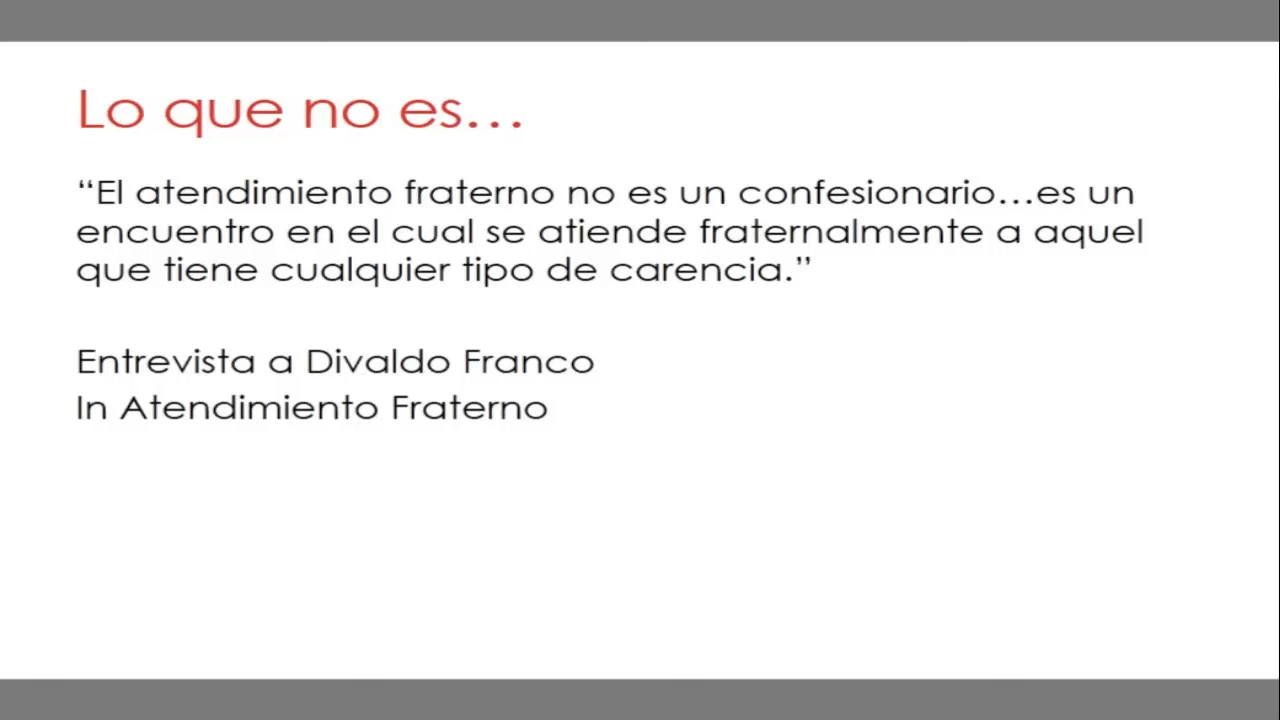 Lo que no es...
“El atendimiento fraterno no es un confesionario...es un
encuentro en el cual se atiende fraternalmente a aquel
que tiene cualquier tipo de carencia.”
Entrevista a Divaldo Franco
In Atendimiento Fraterno